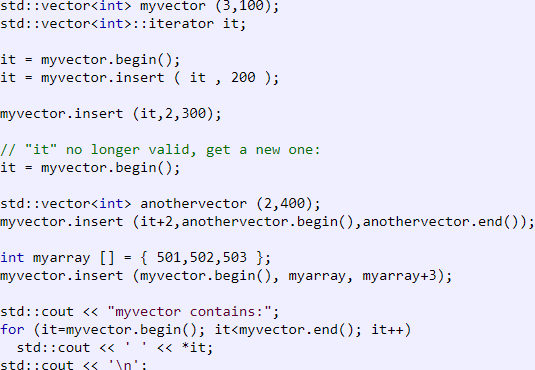 std::vector<int> myvector (3,100);
std::vector<int>::iterator it;
it = myvector.begin();
it = myvector.insert ( it , 200 );
myvector.insert (it,2,300);
// "it" no longer valid, get a new one:
it = myvector.begin();
std::vector<int> anothervector (2,400);
myvector.insert (it+2,anothervector.begin(),anothervector.end());
int myarray [] = { 501,502,503 };
myvector.insert (myvector.begin(), myarray, myarray+3);
std::cout << "myvector contains:";
for (it=myvector.begin(); it<myvector.end(); it++)
  std::cout << ' ' << *it;
std::cout << '\n';